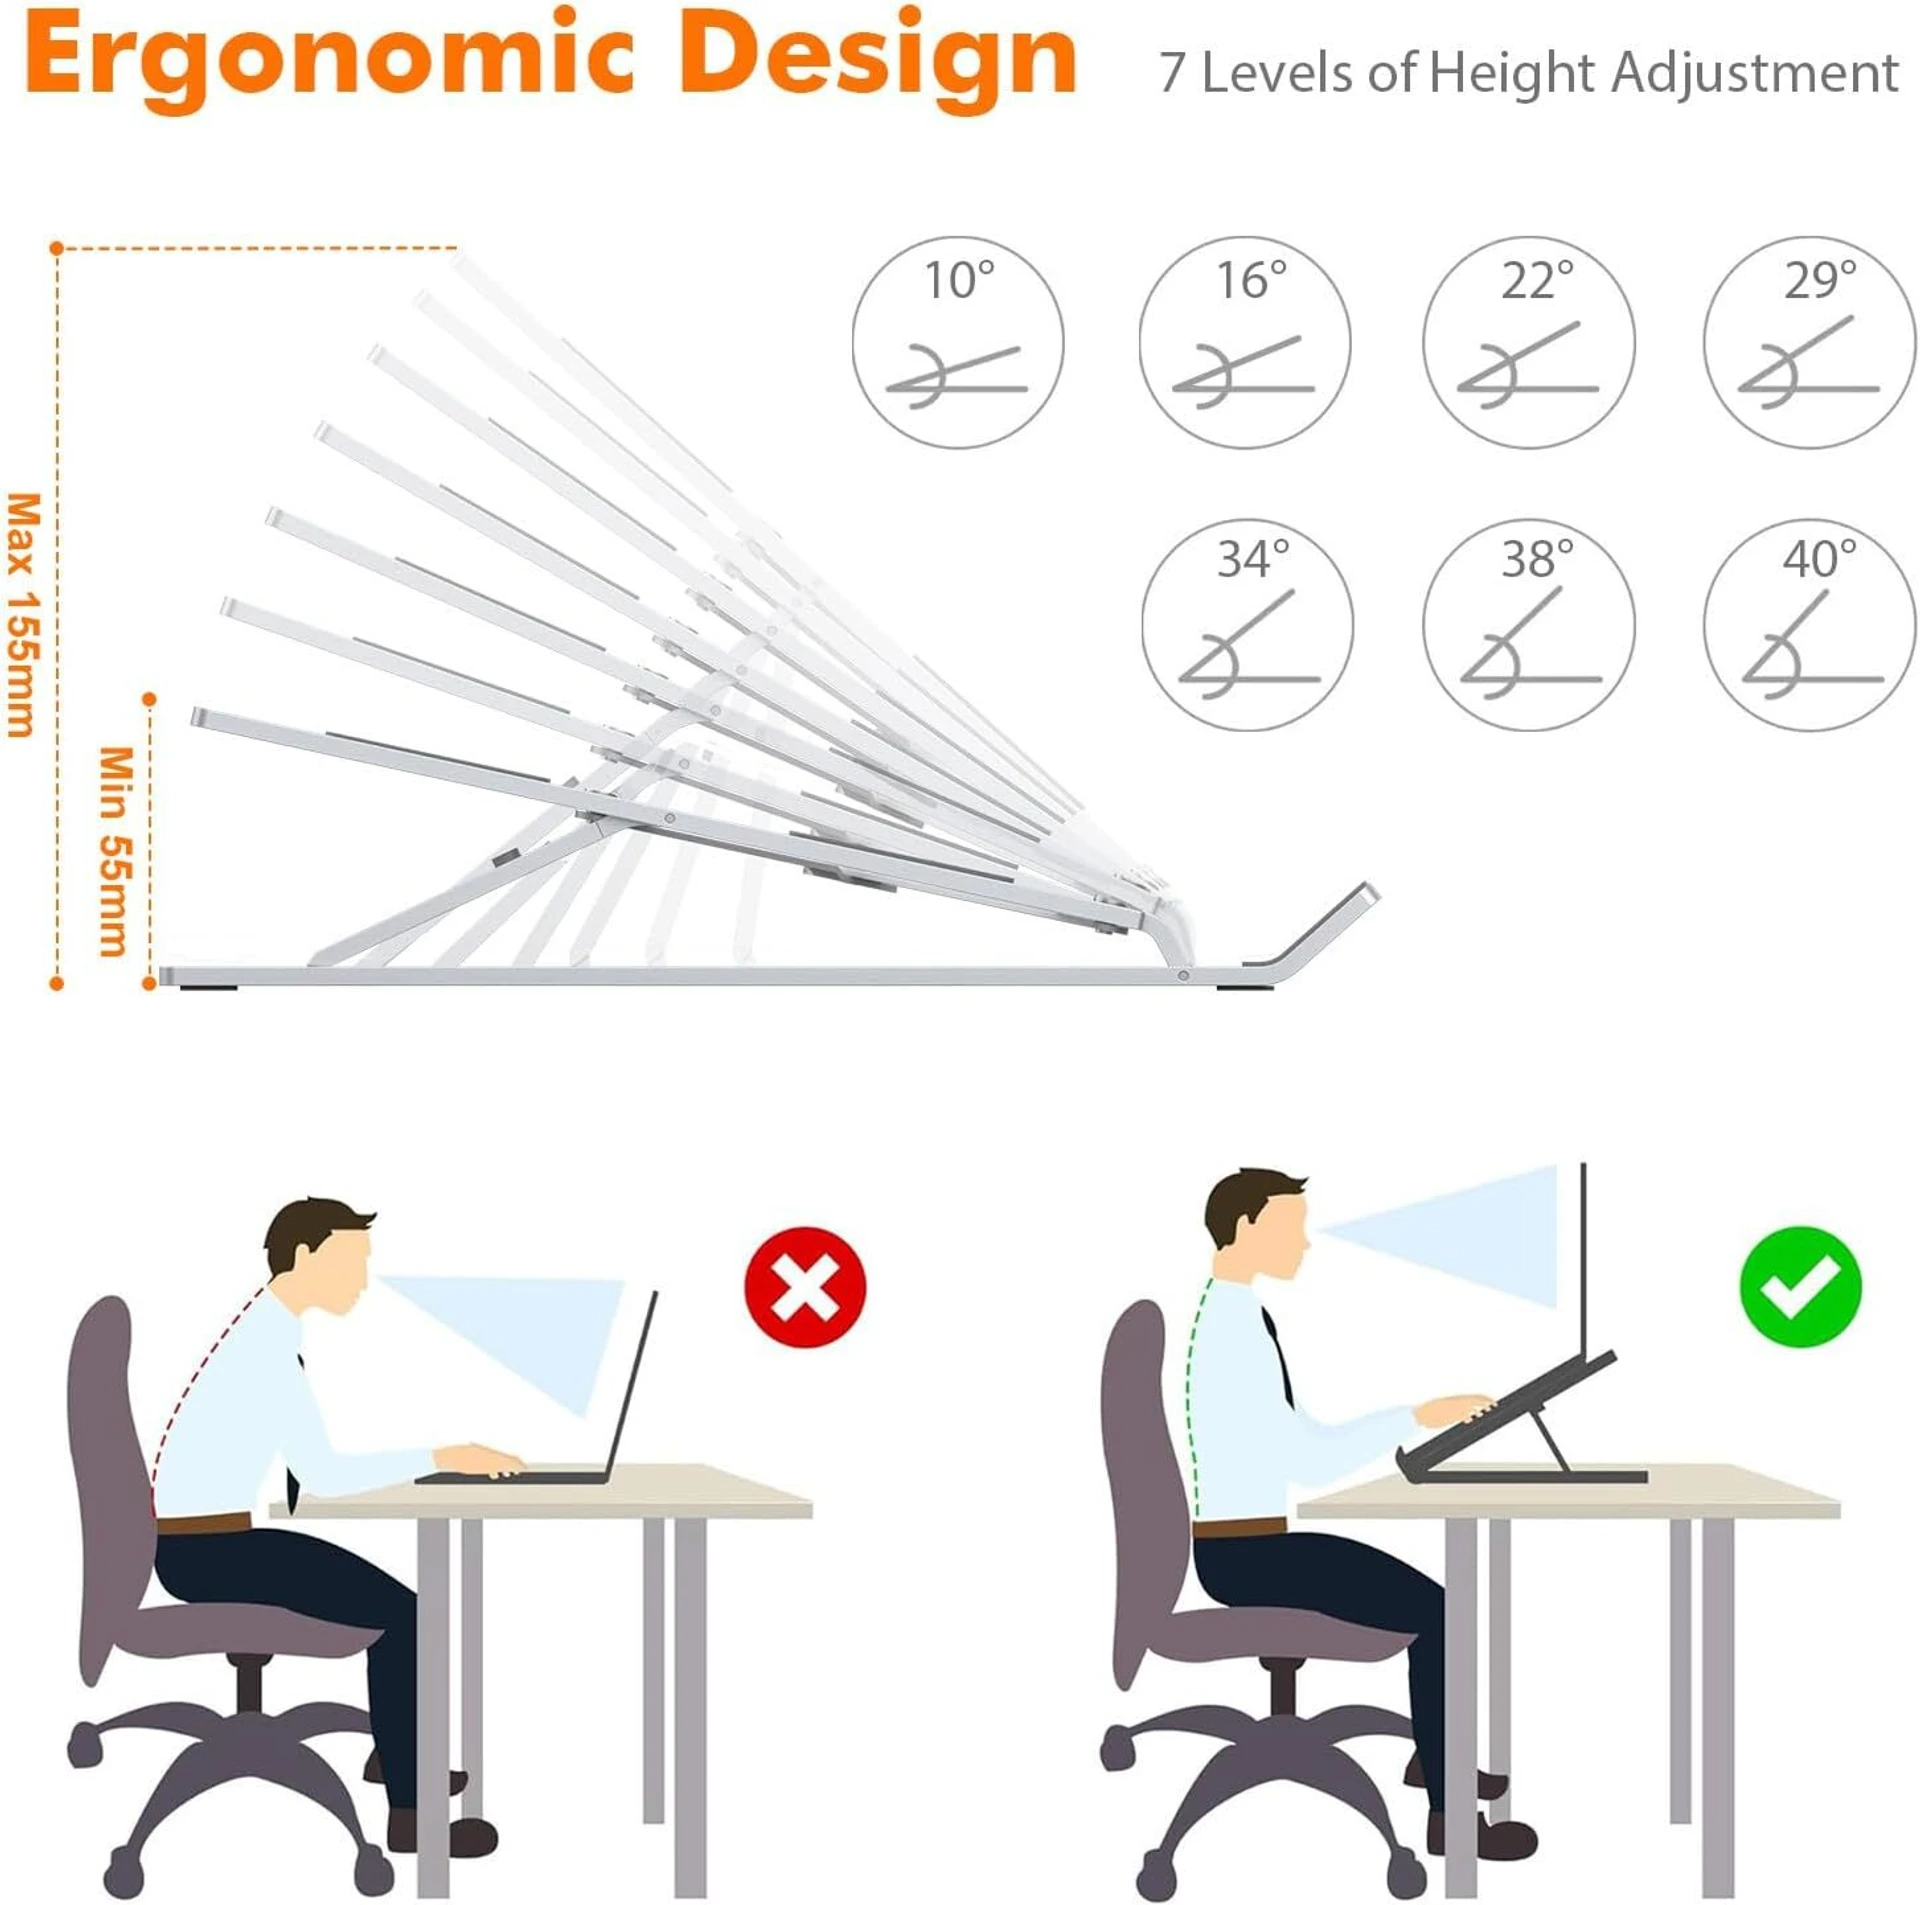 Ergonomic Design
7 Levels of Height Adjustment
10°
16°
22°
29°
34°
38°
40°
Max 155mm
Min 55mm